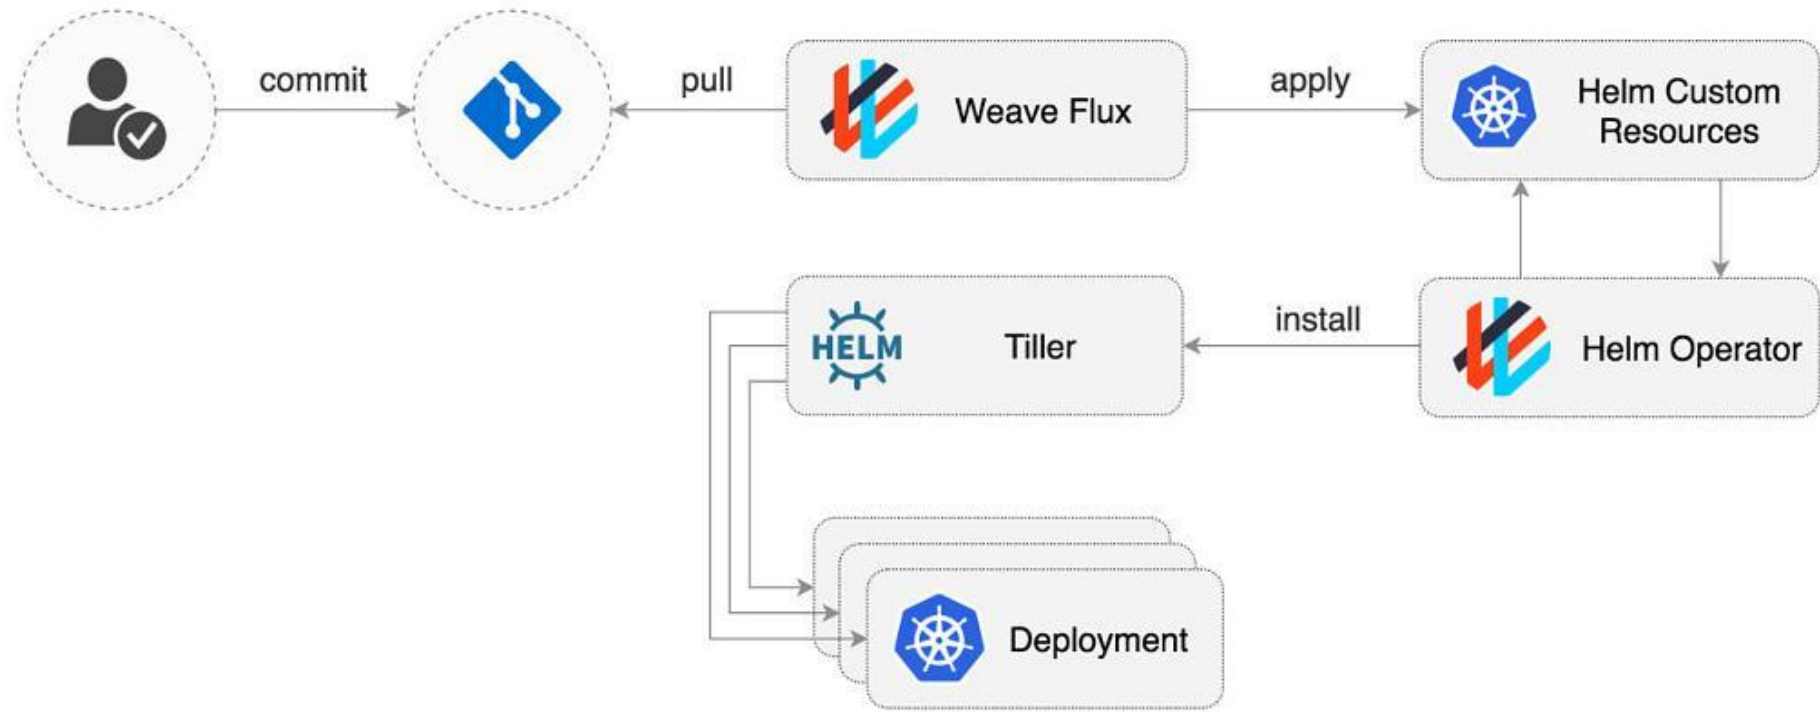 commit
pull
Weave Flux
apply
Helm Custom
Resources
HELM
Tiller
install
Helm Operator
Deployment